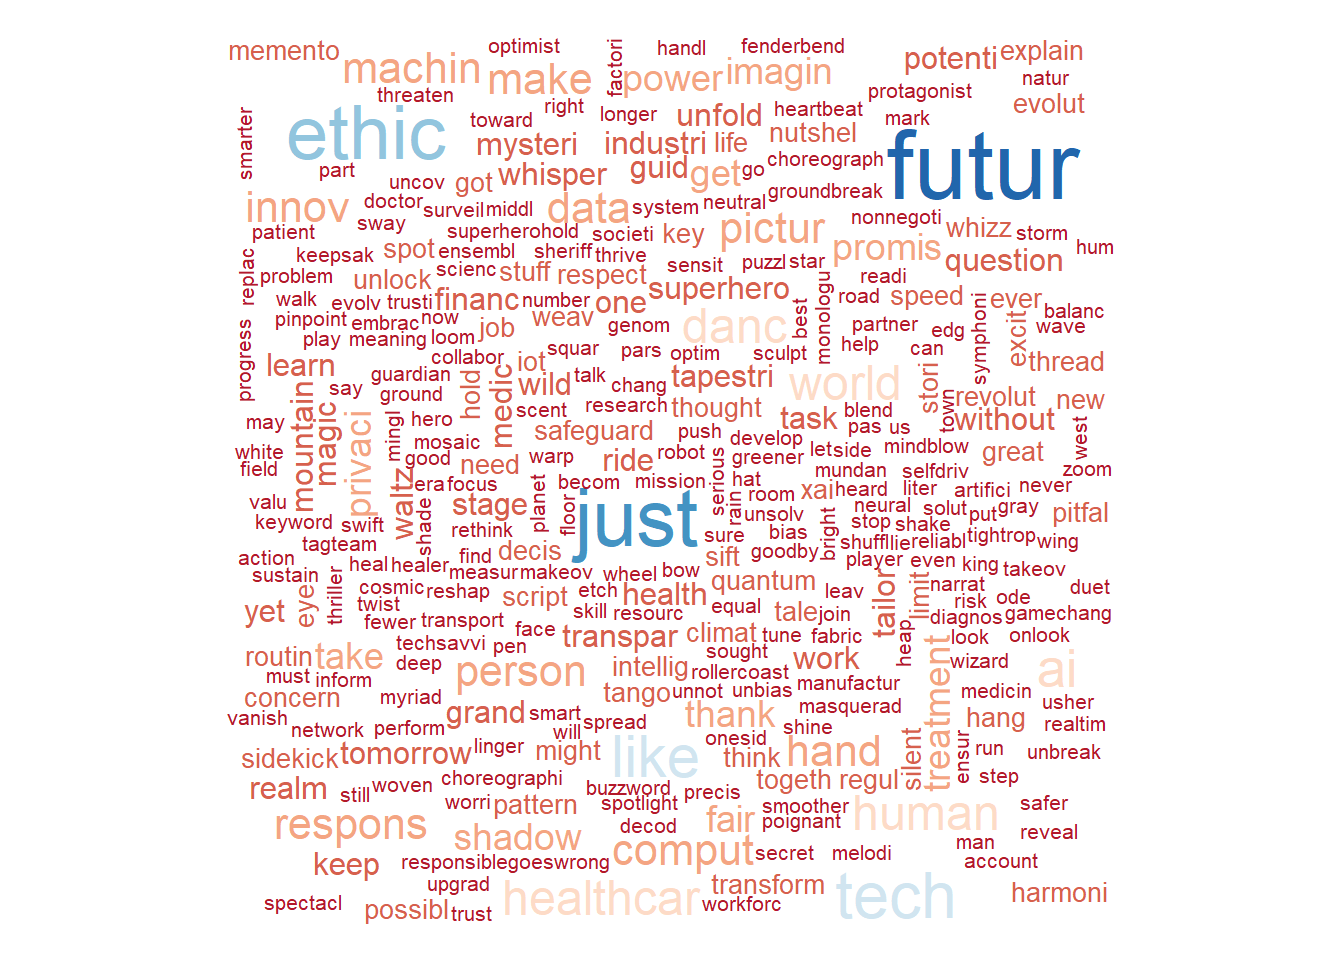 memento optimist handl fenderbend potenti explain
machin make factori power imagin natur
threaten right longer heartbeat protagonist evolut
smarter ethic toward unfold mark
mysteri industri life nutshel futur
part whisper guid get go choreograph
uncov got groundbreak
innov doctor surveil middl data system neutral nonnegoti whizz storm
patient sway superherohold societi key pictur promis hum
keepsak spot ensembl sheriff thrive sensit puzzl star question
replac problem unlock scienc stuff respect superhero readi
walk evolv trusti financ number one best road speed ever balanc
pinpoint embrac now job weav genom danc monologu partner edg symphoni excit wave
progress play meaning loom squar pars optim sculpt help can thread
learn collabor iot talk chang tapestri world stori
guardian hold medic wild research revolut new
mountain magic say ground scent thought task blend town without west
may privaci mingl hero safeguard push develop pas us
white mosaic warp ride robot greener let side mindblow great
field good need becom mission hat mundan selfdriv zoom
valu waltz era focus stage planet floor serious rain room xai heard liter artifici never
keyword swift shade rethink just unsolv bright neural solut put gray pitfal
tagteam decis sure bias stop shake tightrop wing
action heal healer find sift goodby shuffl lie reliabl
sustain eye thriller measur makeov wheel bow quantum player even king takeov
cosmic reshap script etch health leav tailor limit narrat ode duet
yet twist skill resourc equal tale join risk gamechang
fewer transport face transpar climat tune fabric diagnos
techsavvi pen sought heap look onlook
routin take deep person intellig rollercoast work treatment wizard ai
must inform tango unnot unbias manufactur medicin usher
concern myriad grand smart spread thank masquerad hang realtim
vanish network perform will shine
sidekick tomorrow linger might like onesid think hand silent ensur run unbreak
realm woven choreographi buzzword precis togeth regul step
still worri pattern spotlight fair smoother human safer
respons shadow decod poignant reveal
keep responsiblegoeswrong comput secret melodi man account
upgrad healthcar transform tech harmoni
spectacl possibl trust workforc